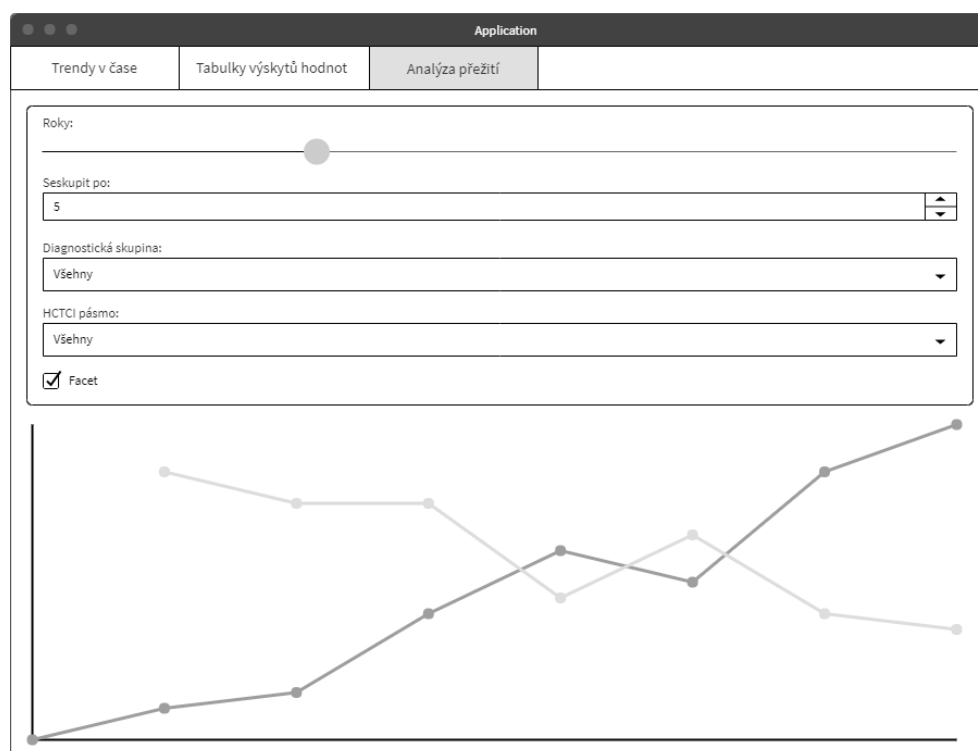 Application
Trendy v čase
Tabulky výskytů hodnot
Analýza přežití
Roky:
Seskupit po:
5
Diagnostická skupina:
Všehny
HCTCI pásmo:
Všehny
Facet